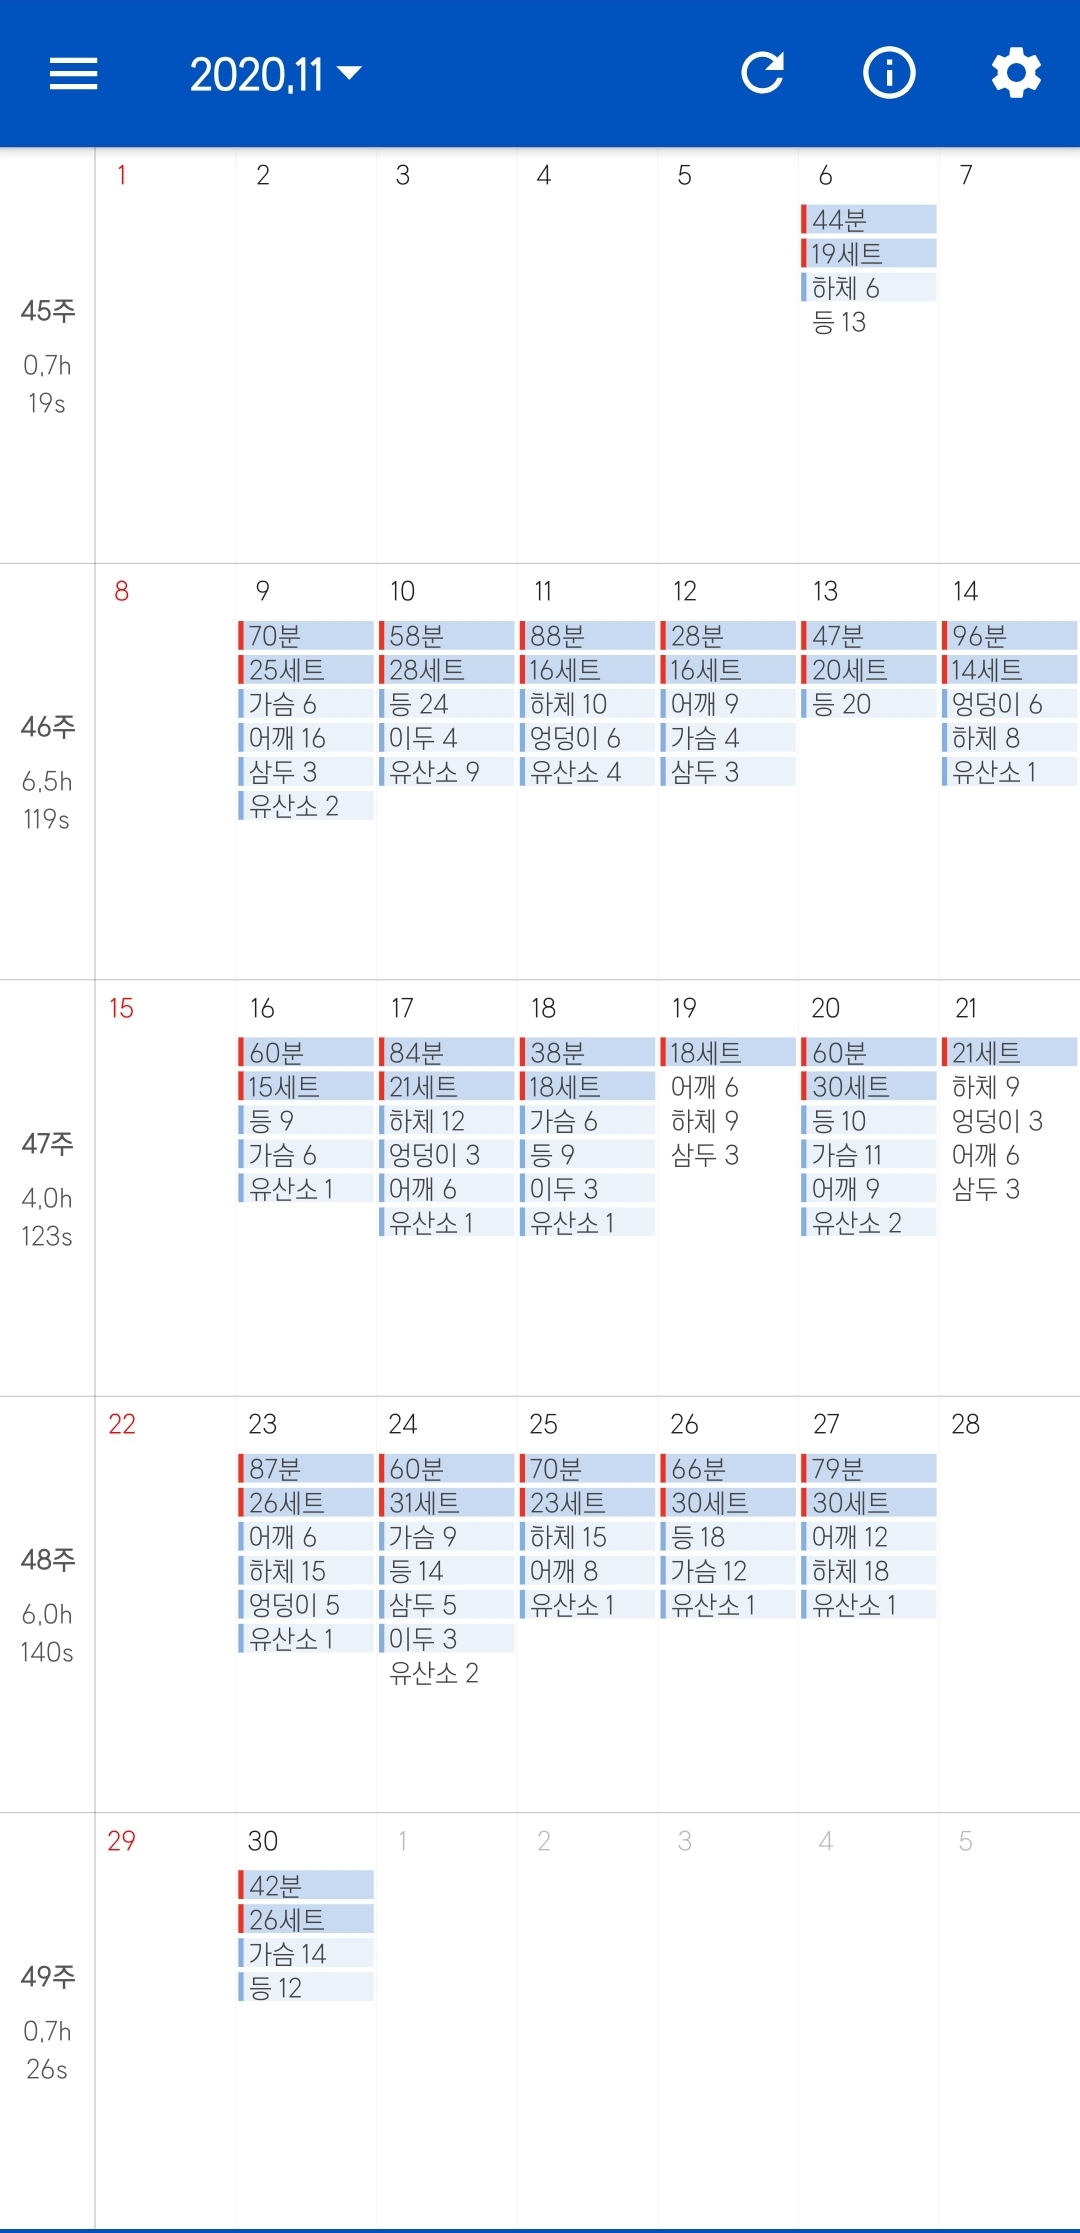 2020.11
1 2 3 4 5 6 7
45주
0.7h
19s
44분
19세트
하체 6
등 13
8 9 10 11 12 13 14
46주
6.5h
119s
70분
25세트
가슴 6
어깨 16
삼두 3
유산소 2
58분
28세트
등 24
이두 4
유산소 9
88분
16세트
하체 10
엉덩이 6
유산소 4
28분
16세트
어깨 9
가슴 4
삼두 3
47분
20세트
등 20
96분
14세트
엉덩이 6
하체 8
유산소 1
15 16 17 18 19 20 21
47주
4.0h
123s
60분
15세트
등 9
가슴 6
유산소 1
84분
21세트
하체 12
엉덩이 3
어깨 6
유산소 1
38분
18세트
가슴 6
등 9
이두 3
유산소 1
18세트
어깨 6
하체 9
삼두 3
60분
30세트
등 10
가슴 11
어깨 9
유산소 2
21세트
하체 9
엉덩이 3
어깨 6
삼두 3
22 23 24 25 26 27 28
48주
6.0h
140s
87분
26세트
어깨 6
하체 15
엉덩이 5
유산소 1
60분
31세트
가슴 9
등 14
삼두 5
이두 3
유산소 2
70분
23세트
하체 15
어깨 8
유산소 1
66분
30세트
등 18
가슴 12
유산소 1
79분
30세트
어깨 12
하체 18
유산소 1
29 30 1 2 3 4 5
49주
0.7h
26s
42분
26세트
가슴 14
등 12